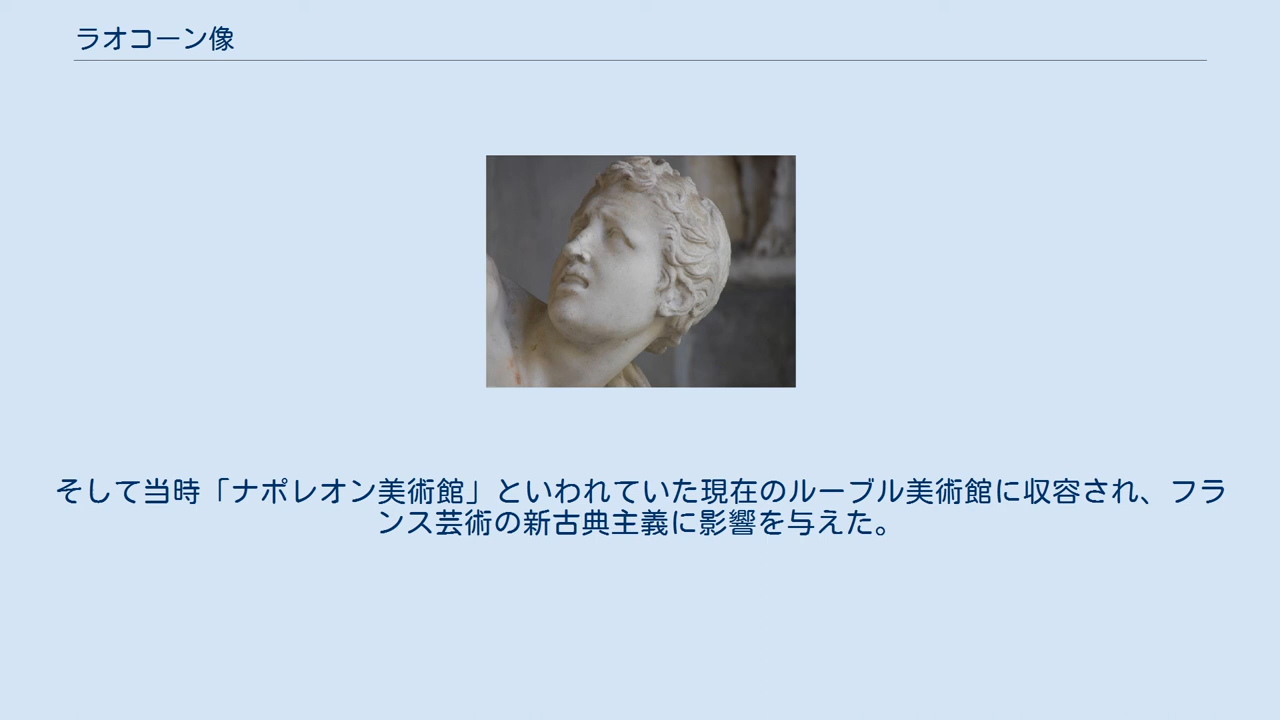 ラオコーン像
そして当時「ナポレオン美術館」といわれていた現在のルーブル美術館に収容され、フラ
ンス芸術の新古典主義に影響を与えた。